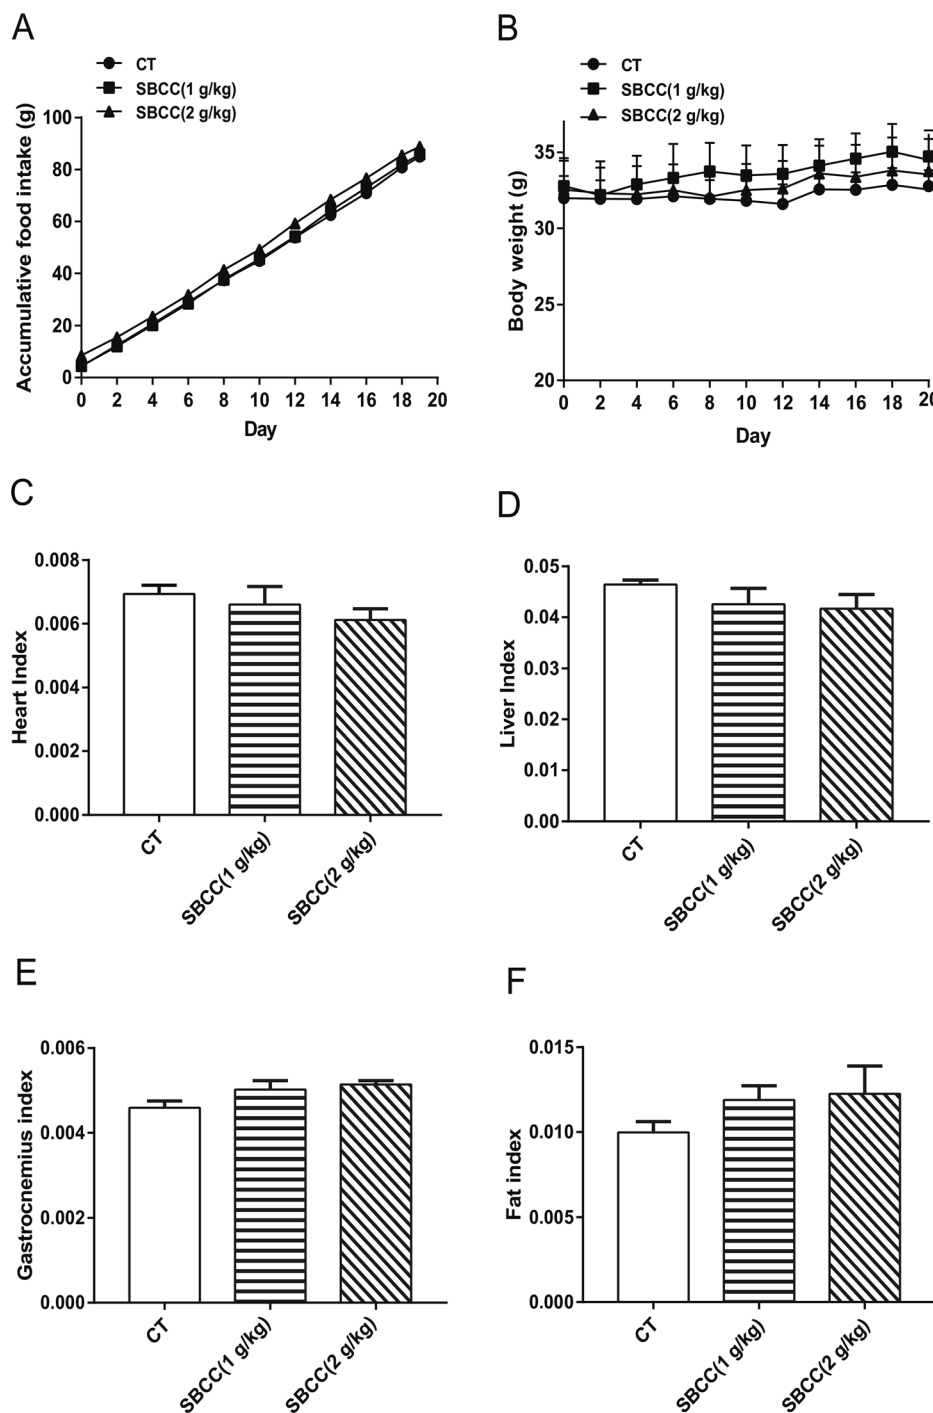 A
CT
SBCC(1 g/kg)
SBCC(2 g/kg)
Accumulative food intake (g)
100
80
60
40
20
0
0 2 4 6 8 10 12 14 16 18 20
Day
B
CT
SBCC(1 g/kg)
SBCC(2 g/kg)
Body weight (g)
35
30
25
20
0 2 4 6 8 10 12 14 16 18 20
Day
C
Heart Index
0.008
0.006
0.004
0.002
0.000
CT
SBCC(1 g/kg)
SBCC(2 g/kg)
D
Liver Index
0.05
0.04
0.03
0.02
0.01
0.00
CT
SBCC(1 g/kg)
SBCC(2 g/kg)
E
Gastrocnemius index
0.006
0.004
0.002
0.000
CT
SBCC(1 g/kg)
SBCC(2 g/kg)
F
Fat index
0.015
0.010
0.005
0.000
CT
SBCC(1 g/kg)
SBCC(2 g/kg)